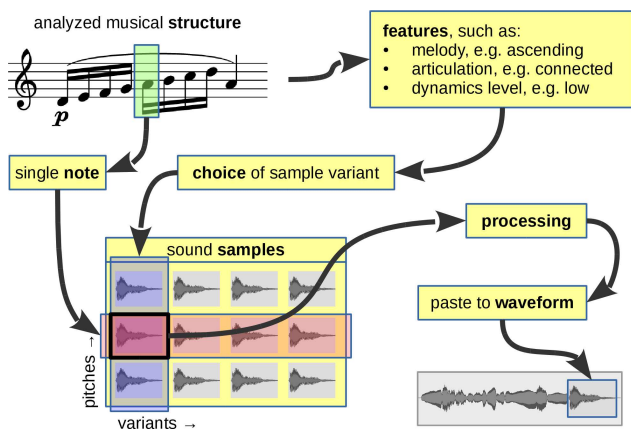 analyzed musical structure
features, such as:
• melody, e.g. ascending
• articulation, e.g. connected
• dynamics level, e.g. low
p
single note
choice of sample variant
processing
sound samples
paste to waveform
pitches →
variants →